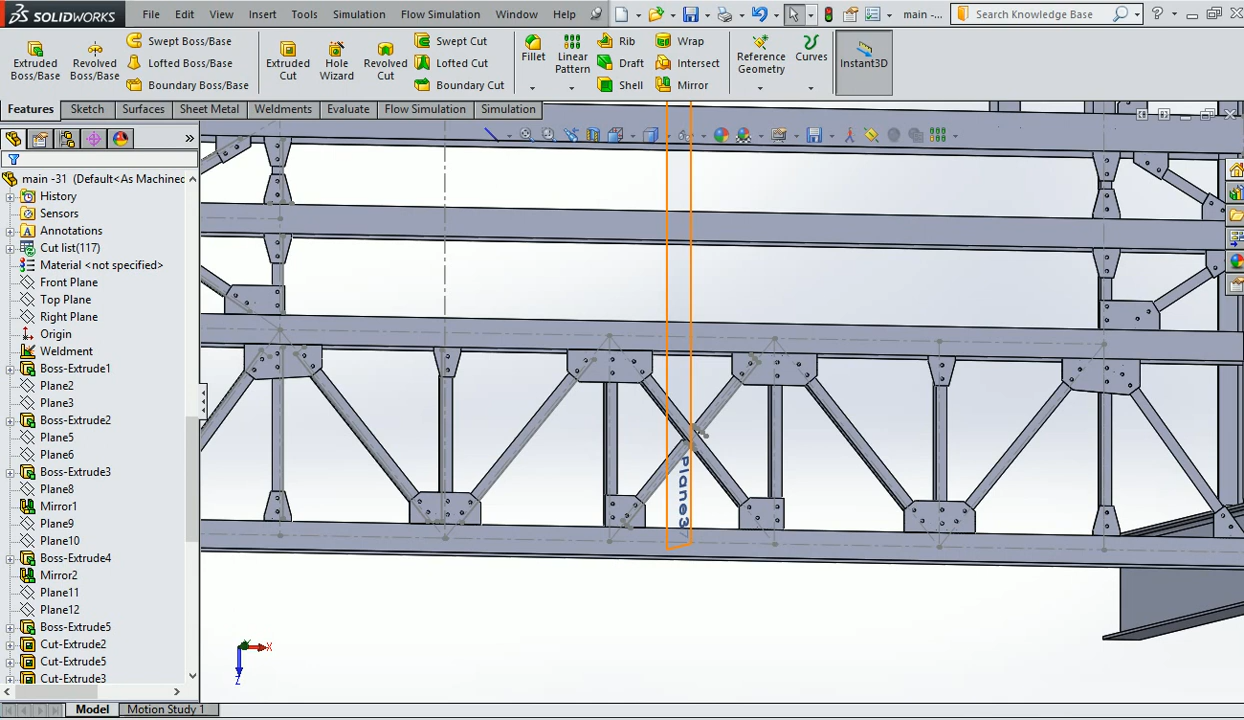 SOLIDWORKS File Edit View Insert Tools Simulation Flow Simulation Window Help main -... Search Knowledge Base
Extruded Boss/Base
Revolved Boss/Base
Swept Boss/Base
Lofted Boss/Base
Boundary Boss/Base
Extruded Cut
Hole Wizard
Revolved Cut
Swept Cut
Lofted Cut
Boundary Cut
Fillet
Linear Pattern
Rib
Draft
Shell
Wrap
Intersect
Mirror
Reference Geometry
Curves
Instant3D
Features Sketch Surfaces Sheet Metal Weldments Evaluate Flow Simulation Simulation
main -31 (Default<As Machined
History
Sensors
Annotations
Cut list(117)
Material <not specified>
Front Plane
Top Plane
Right Plane
Origin
Weldment
Boss-Extrude1
Plane2
Plane3
Boss-Extrude2
Plane5
Plane6
Boss-Extrude3
Plane8
Mirror1
Plane9
Plane10
Boss-Extrude4
Mirror2
Plane11
Plane12
Boss-Extrude5
Cut-Extrude2
Cut-Extrude5
Cut-Extrude3
Plane37
X
Z
Model Motion Study 1